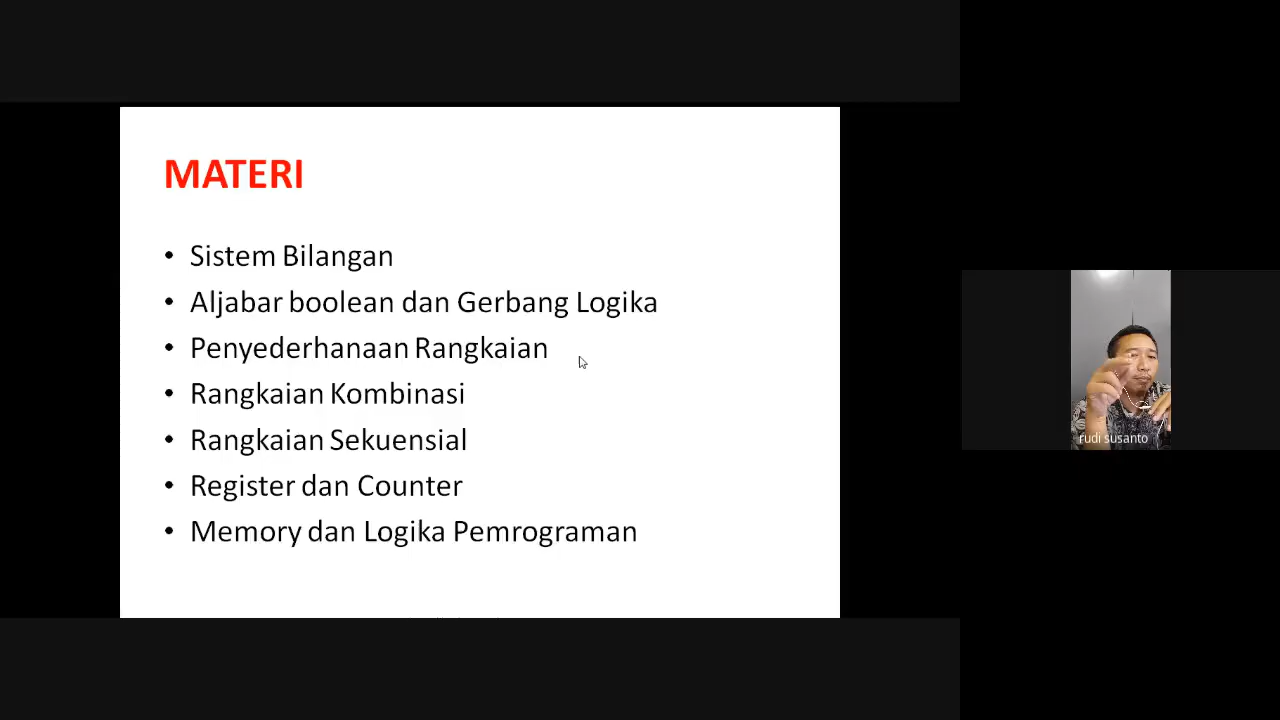 MATERI
• Sistem Bilangan
• Aljabar boolean dan Gerbang Logika
• Penyederhanaan Rangkaian
• Rangkaian Kombinasi
• Rangkaian Sekuensial
• Register dan Counter
• Memory dan Logika Pemrograman
rudi susanto